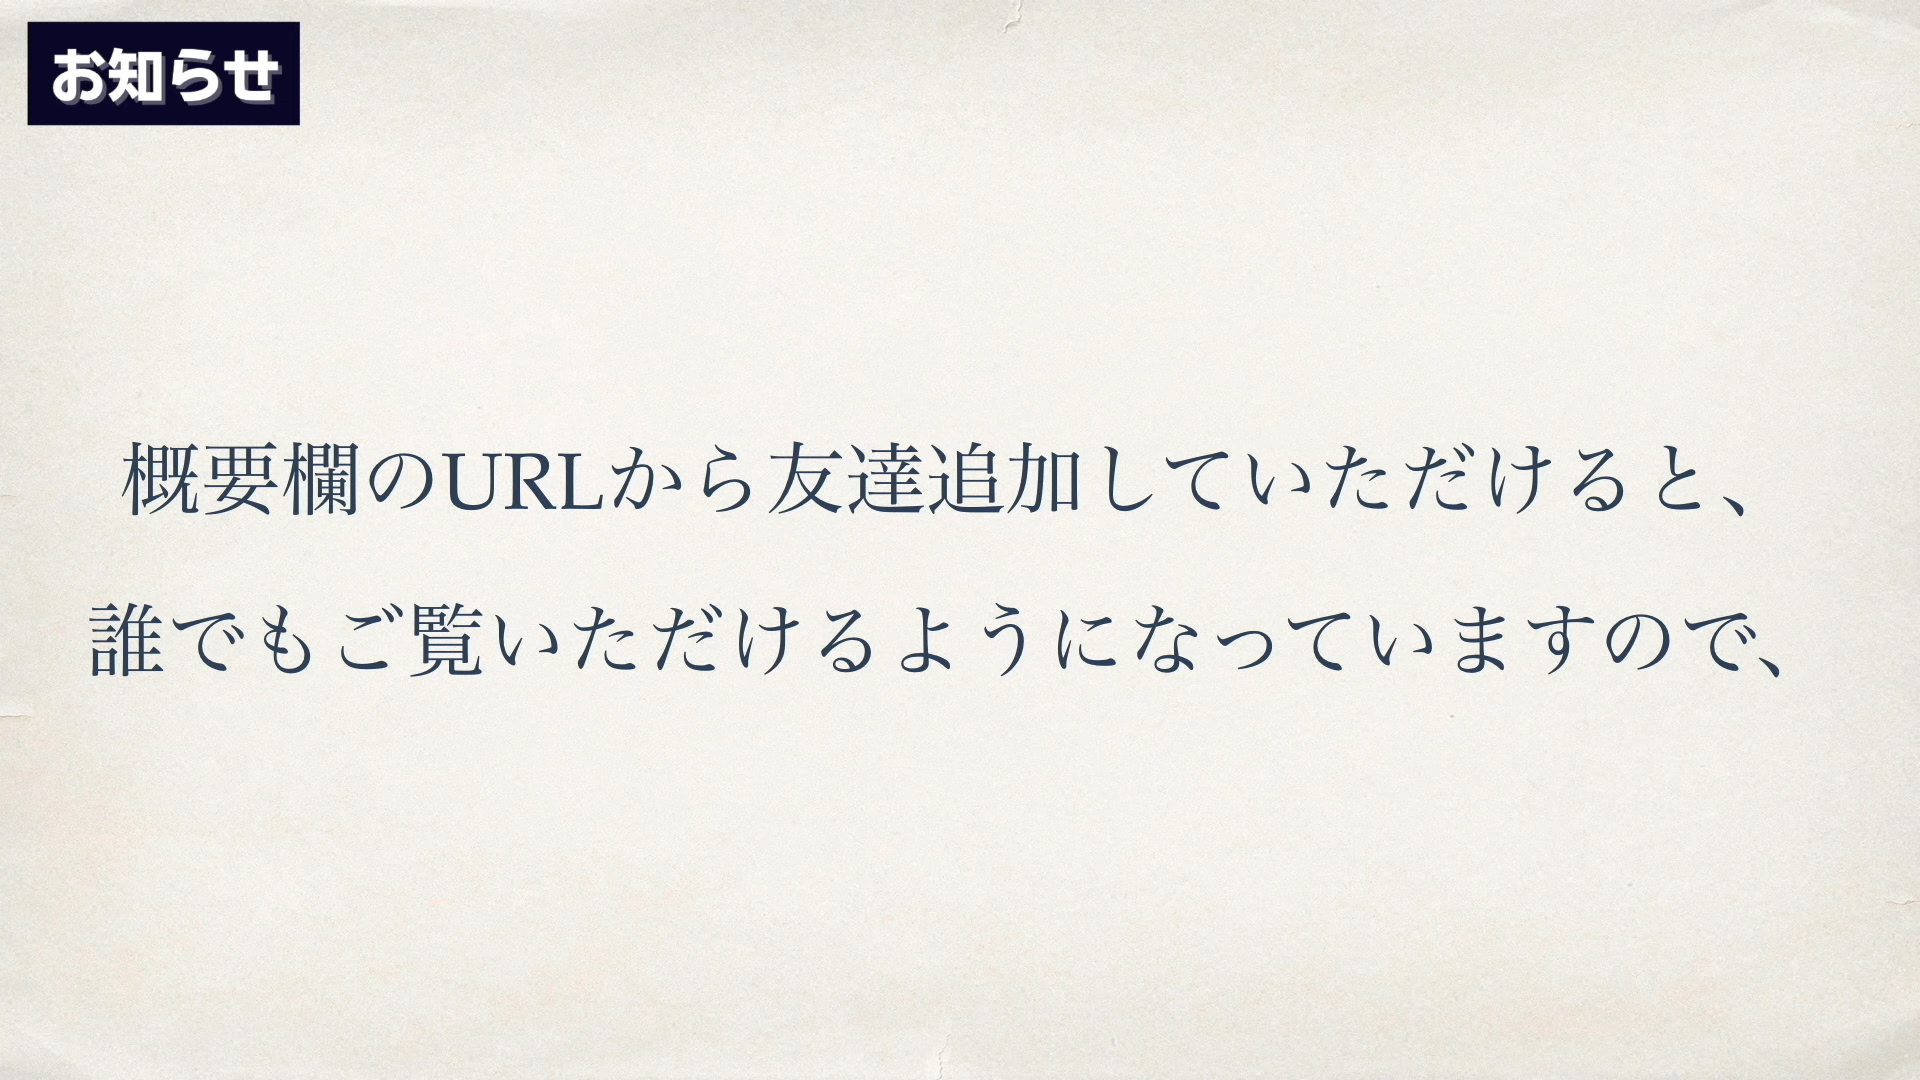 お知らせ
概要欄のURLから友達追加していただけると、
誰でもご覧いただけるようになっていますので、